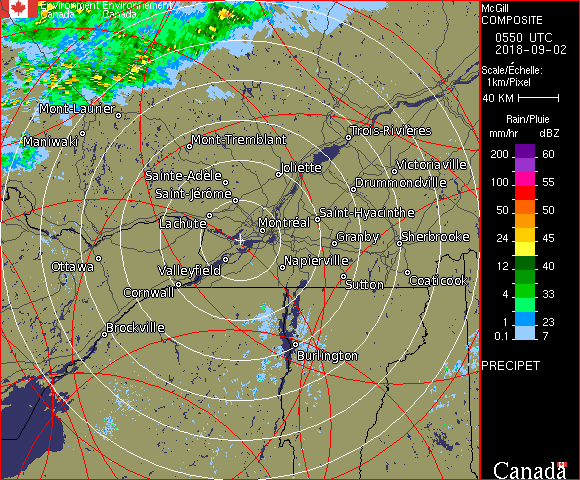 Environment Environnement
Canada Canada
Mont-Laurier
Maniwaki
Mont-Tremblant
Trois-Rivières
Joliette
Victoriaville
Sainte-Adèle
Drummondville
Saint-Jérôme
Saint-Hyacinthe
Lachute
Montréal
Granby
Sherbrooke
Ottawa
Valleyfield
Napierville
Cornwall
Sutton
Coaticook
Brockville
Burlington
McGill
COMPOSITE
0550 UTC
2018-09-02
Scale/Échelle:
1km/Pixel
40 KM
Rain/Pluie
mm/hr dBZ
200 60
155
100 55
50 50
24 45
12 40
4 33
1 23
0.1 7
PRECIPET
Canada